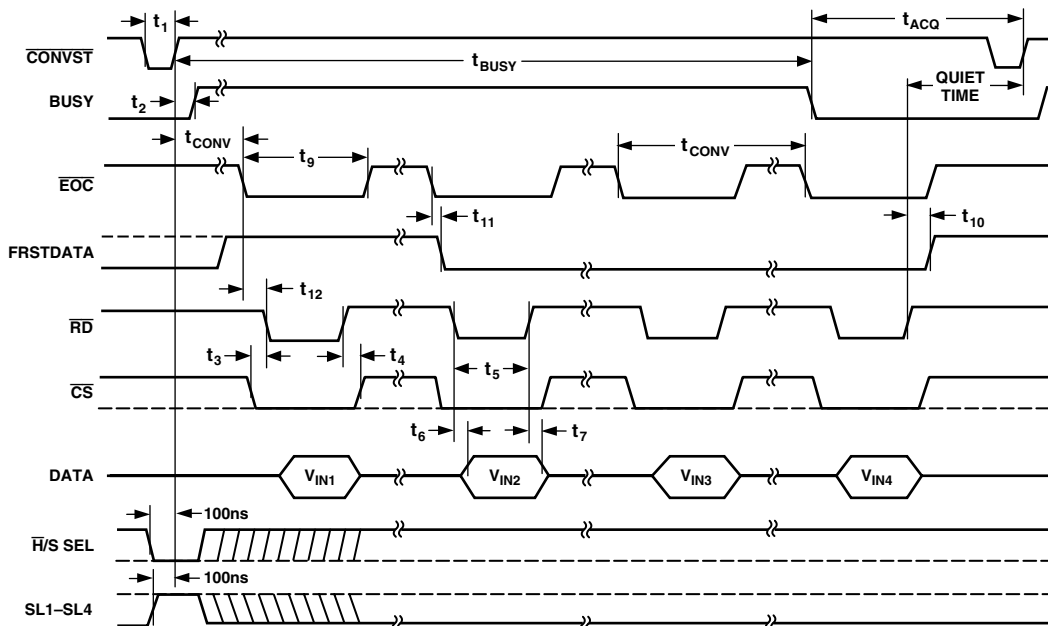 t1
tACQ
CONVST
tBUSY
QUIET
TIME
BUSY
t2
tCONV
t9
tCONV
EOC
t11
t10
FRSTDATA
t12
RD
t3
t4
t5
CS
t6
t7
DATA
VIN1
VIN2
VIN3
VIN4
100ns
H/S SEL
100ns
SL1–SL4